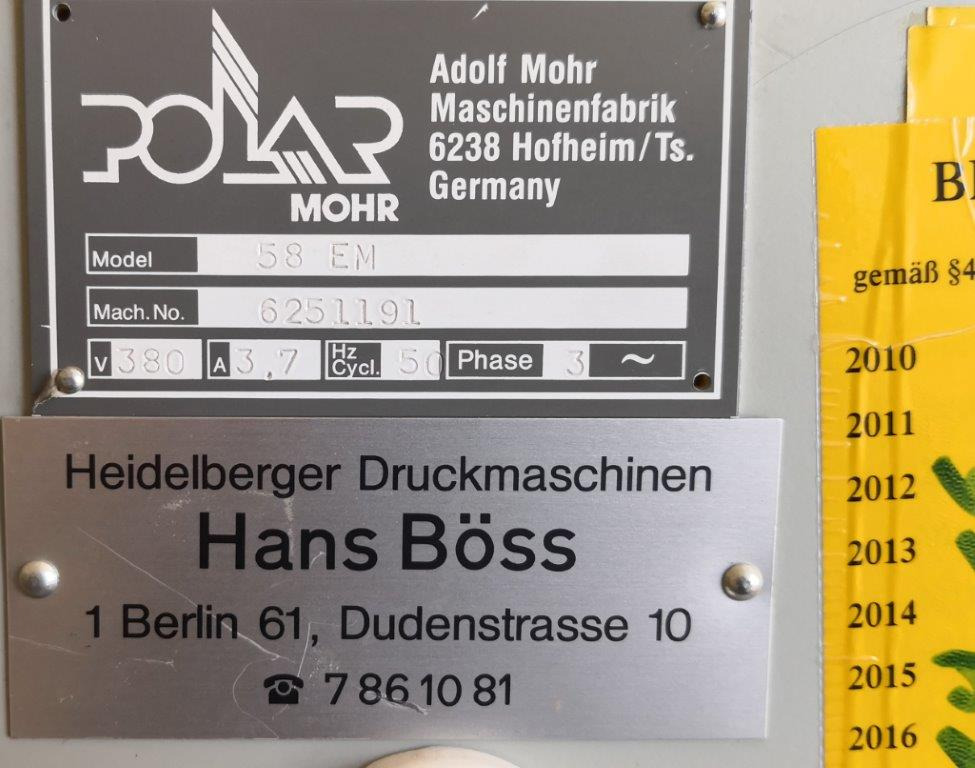 POLAR
MOHR
Adolf Mohr
Maschinenfabrik
6238 Hofheim/Ts.
Germany
Model 58 EM
Mach. No. 6251191
V 380 A 3,7 Hz Cycl. 50 Phase 3 ~
Heidelberger Druckmaschinen
Hans Böss
1 Berlin 61, Dudenstrasse 10
☎ 7 86 10 81
gemäß §4
2010
2011
2012
2013
2014
2015
2016